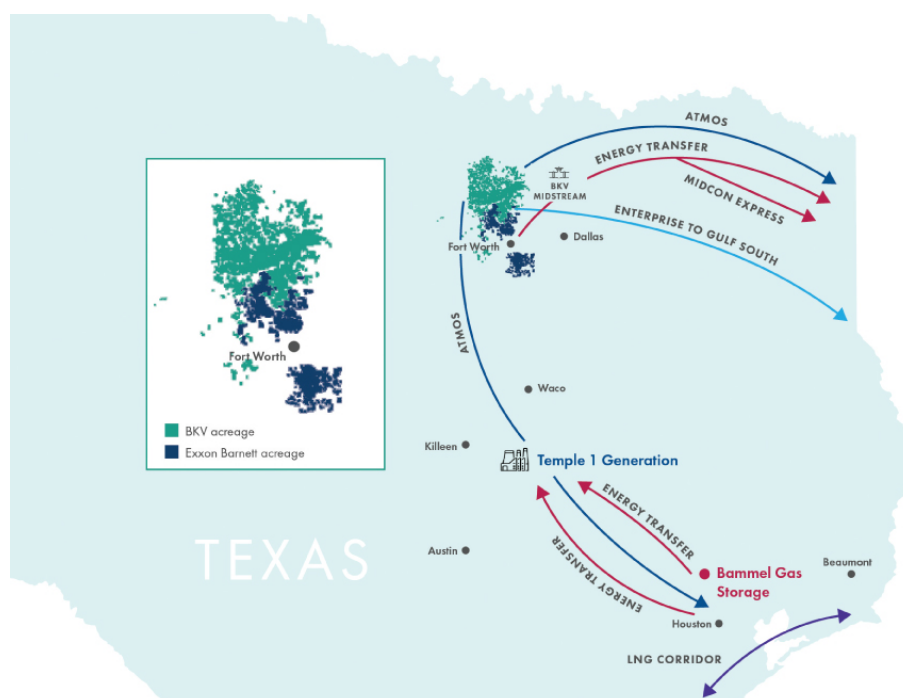 ATMOS
ENERGY TRANSFER
MIDCON EXPRESS
BKV
MIDSTREAM
ENTERPRISE TO GULF SOUTH
Fort Worth
Dallas
Fort Worth
BKV acreage
Exxon Barnett acreage
ATMOS
Waco
Killeen
Temple 1 Generation
ENERGY TRANSFER
TEXAS
Austin
ENERGY TRANSFER
Bammel Gas
Storage
Beaumant
Houston
LNG CORRIDOR